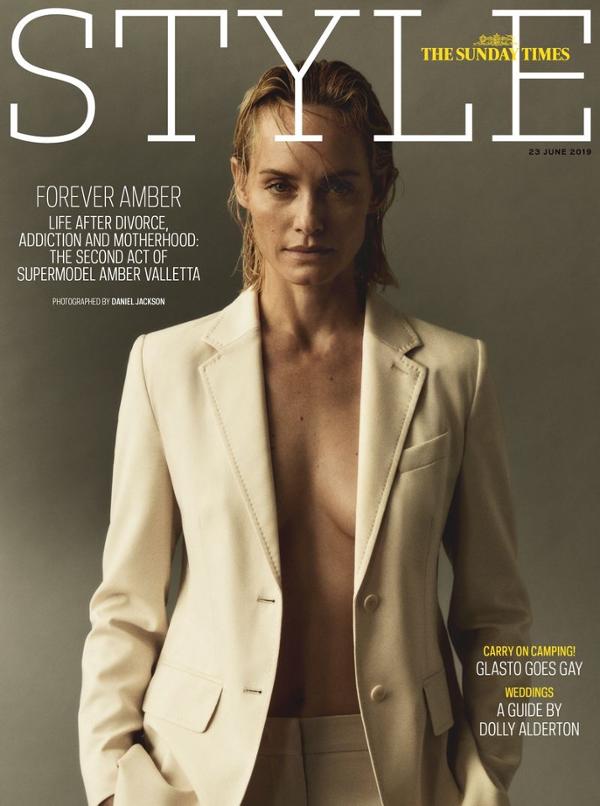 STYLE
THE SUNDAY TIMES
23 JUNE 2019
FOREVER AMBER
LIFE AFTER DIVORCE,
ADDICTION AND MOTHERHOOD:
THE SECOND ACT OF
SUPERMODEL AMBER VALLETTA
PHOTOGRAPHED BY DANIEL JACKSON
CARRY ON CAMPING!
GLASTO GOES GAY
WEDDINGS
A GUIDE BY
DOLLY ALDERTON